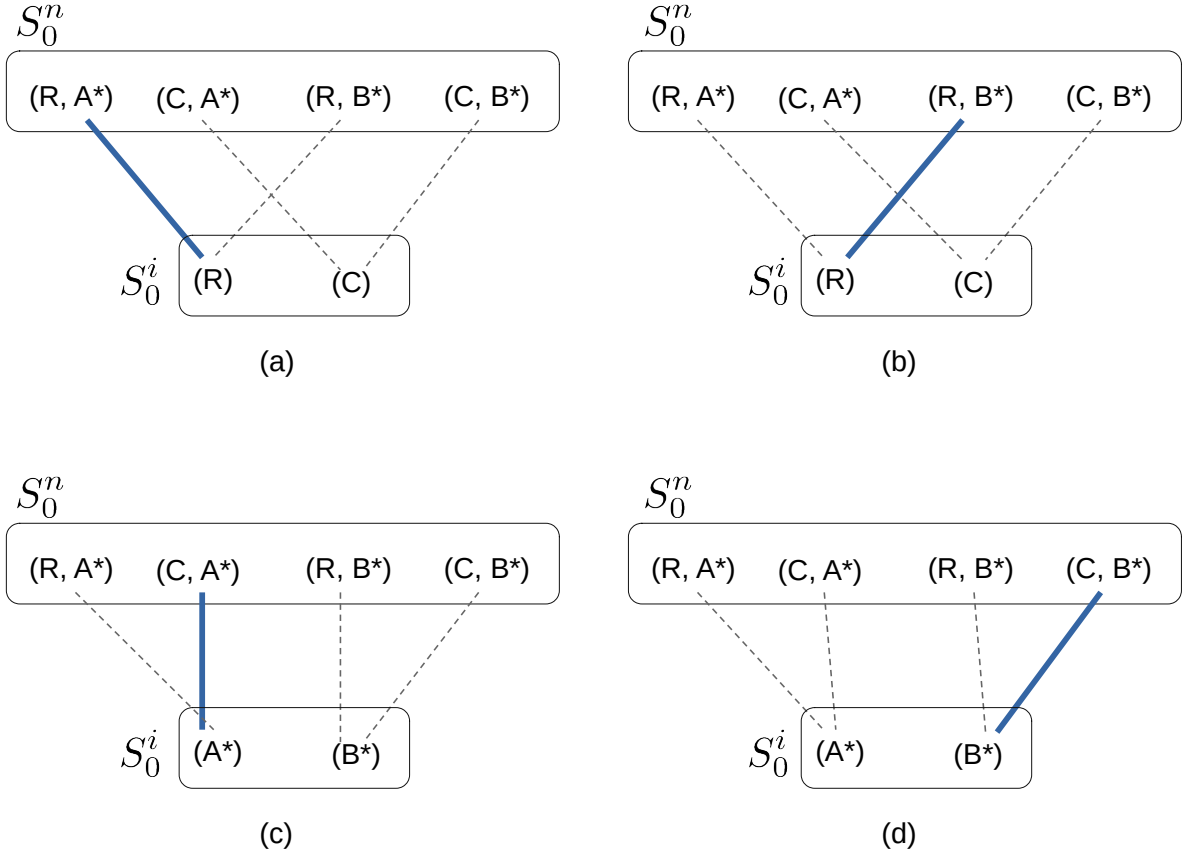 S_0^n S_0^n
(R, A*) (C, A*) (R, B*) (C, B*) (R, A*) (C, A*) (R, B*) (C, B*)
S_0^i (R) (C) S_0^i (R) (C)
(a) (b)
S_0^n S_0^n
(R, A*) (C, A*) (R, B*) (C, B*) (R, A*) (C, A*) (R, B*) (C, B*)
S_0^i (A*) (B*) S_0^i (A*) (B*)
(c) (d)